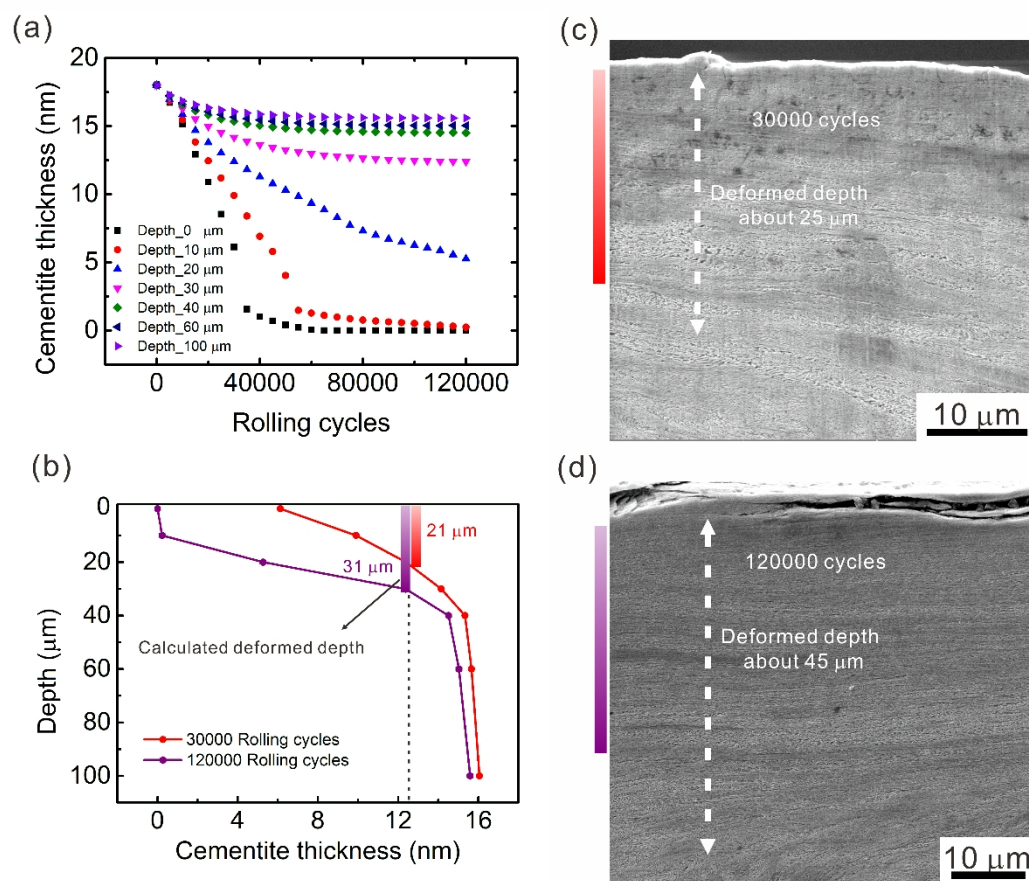 (a)
20
15
10
5
0
Cementite thickness (nm)
Depth_0 μm
Depth_10 μm
Depth_20 μm
Depth_30 μm
Depth_40 μm
Depth_60 μm
Depth_100 μm
0 40000 80000 120000
Rolling cycles
(b)
0
20
40
60
80
100
Depth (μm)
21 μm
31 μm
Calculated deformed depth
30000 Rolling cycles
120000 Rolling cycles
0 4 8 12 16
Cementite thickness (nm)
(c)
30000 cycles
Deformed depth
about 25 μm
10 μm
(d)
120000 cycles
Deformed depth
about 45 μm
10 μm